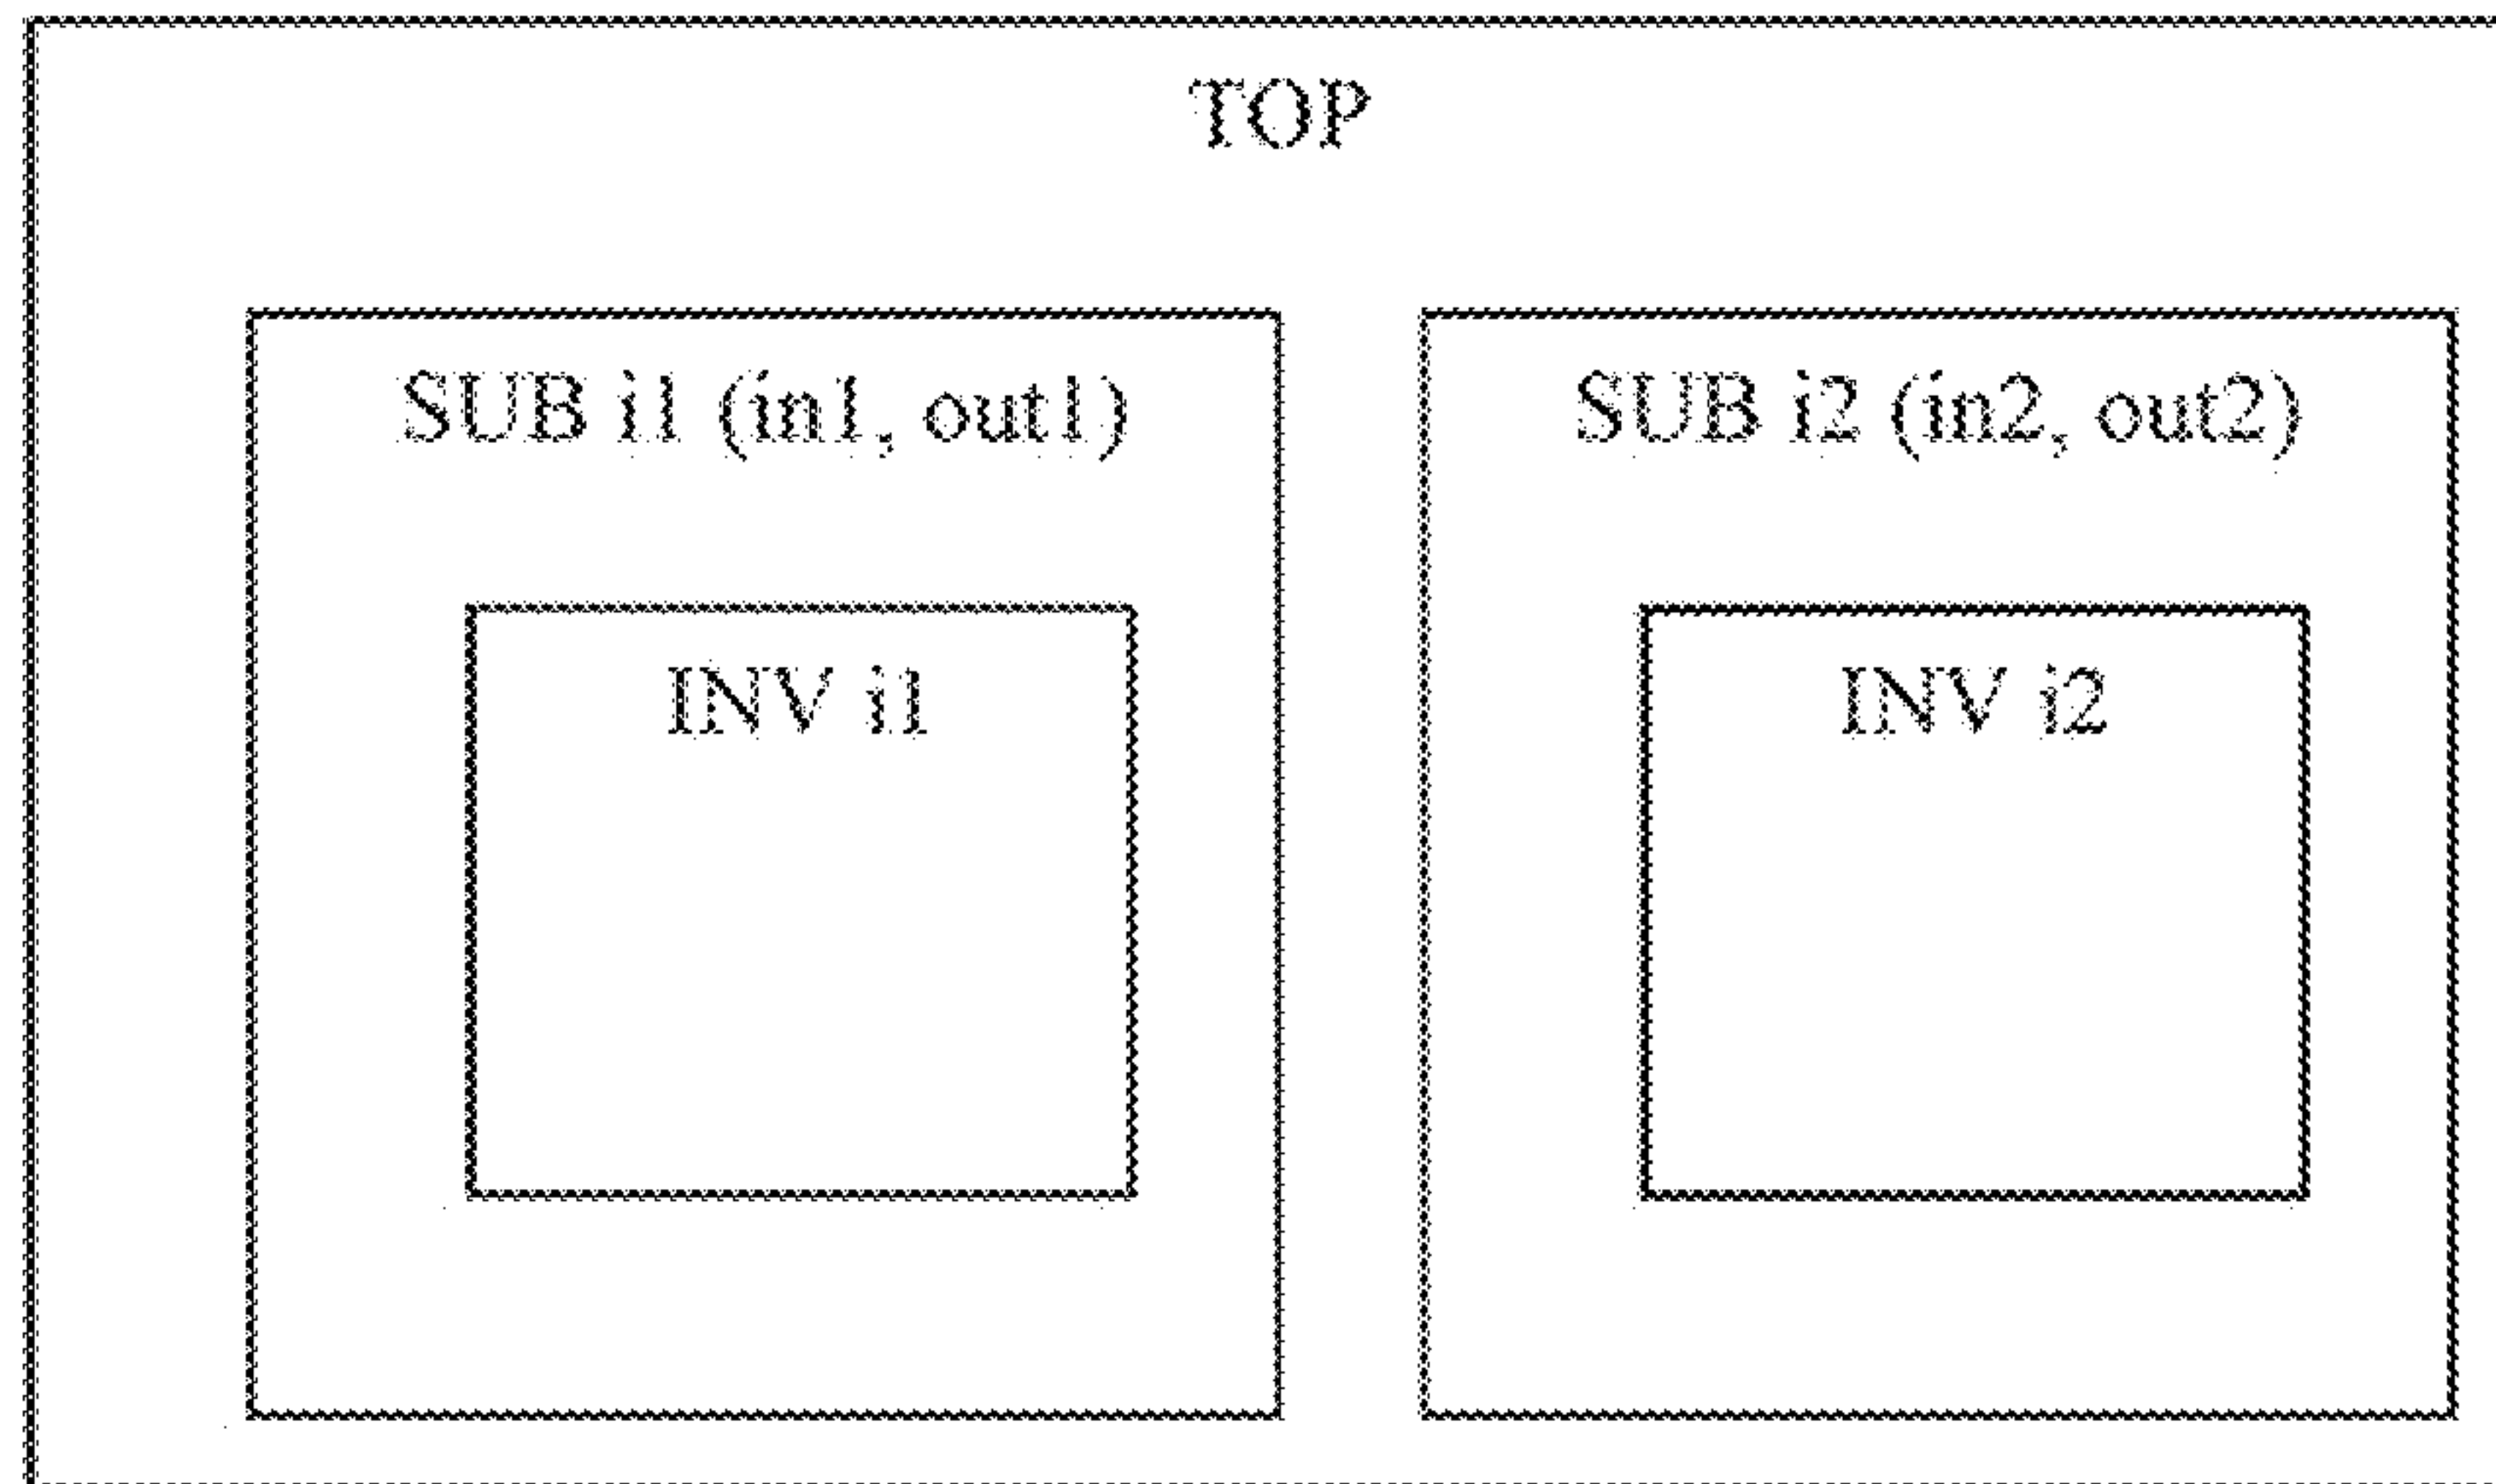 TOP
SUB i1 (in1, out1)
SUB i2 (in2, out2)
INV i1
INV i2